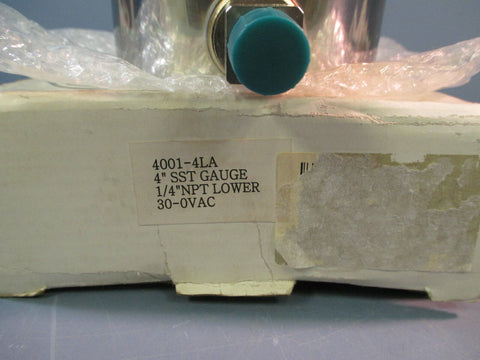 4001-4LA
4" SST GAUGE
1/4"NPT LOWER
30-0VAC